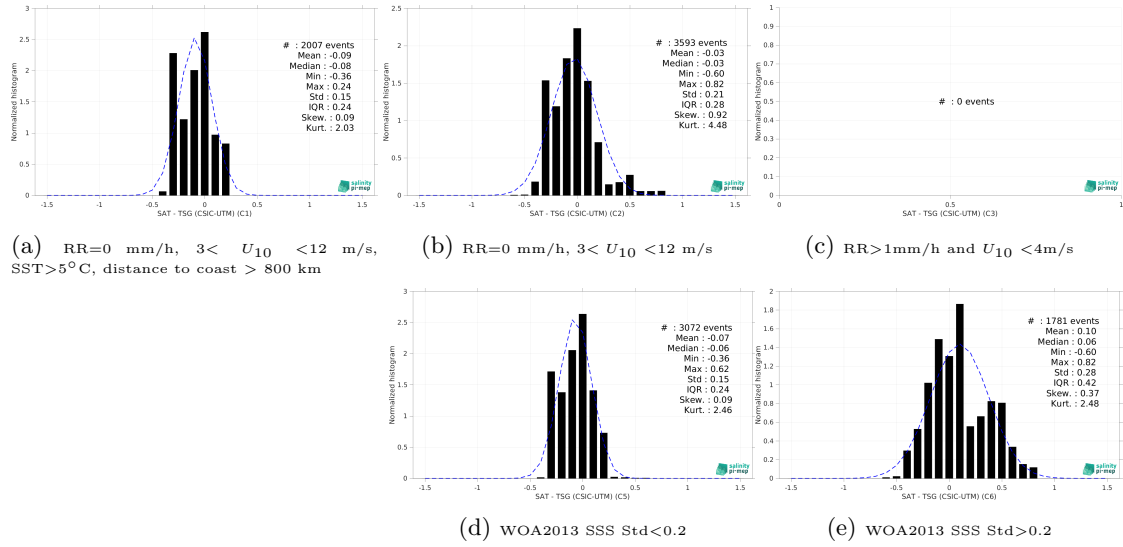 3
2.5
2
1.5
1
0.5
0
Normalized histogram
# : 2007 events
Mean : -0.09
Median : -0.08
Min : -0.36
Max : 0.24
Std : 0.15
IQR : 0.24
Skew. : 0.09
Kurt. : 2.03
salinity
pi-mep
-1.5 -1 -0.5 0 0.5 1 1.5
SAT - TSG (CSIC-UTM) (C1)
(a) RR=0 mm/h, 3< U10 <12 m/s,
SST>5°C, distance to coast > 800 km
2.5
2
1.5
1
0.5
0
Normalized histogram
# : 3593 events
Mean : -0.03
Median : -0.03
Min : -0.60
Max : 0.82
Std : 0.21
IQR : 0.28
Skew. : 0.92
Kurt. : 4.48
salinity
pi-mep
-1.5 -1 -0.5 0 0.5 1 1.5
SAT - TSG (CSIC-UTM) (C2)
(b) RR=0 mm/h, 3< U10 <12 m/s
1
0.9
0.8
0.7
0.6
0.5
0.4
0.3
0.2
0.1
0
Normalized histogram
# : 0 events
salinity
pi-mep
0 0.5 1
SAT - TSG (CSIC-UTM) (C3)
(c) RR>1mm/h and U10 <4m/s
3
2.5
2
1.5
1
0.5
0
Normalized histogram
# : 3072 events
Mean : -0.07
Median : -0.06
Min : -0.36
Max : 0.62
Std : 0.15
IQR : 0.24
Skew. : 0.09
Kurt. : 2.46
salinity
pi-mep
-1.5 -1 -0.5 0 0.5 1 1.5
SAT - TSG (CSIC-UTM) (C5)
(d) WOA2013 SSS Std<0.2
2
1.8
1.6
1.4
1.2
1
0.8
0.6
0.4
0.2
0
Normalized histogram
# : 1781 events
Mean : 0.10
Median : 0.06
Min : -0.60
Max : 0.82
Std : 0.28
IQR : 0.42
Skew. : 0.37
Kurt. : 2.48
salinity
pi-mep
-1.5 -1 -0.5 0 0.5 1 1.5
SAT - TSG (CSIC-UTM) (C6)
(e) WOA2013 SSS Std>0.2